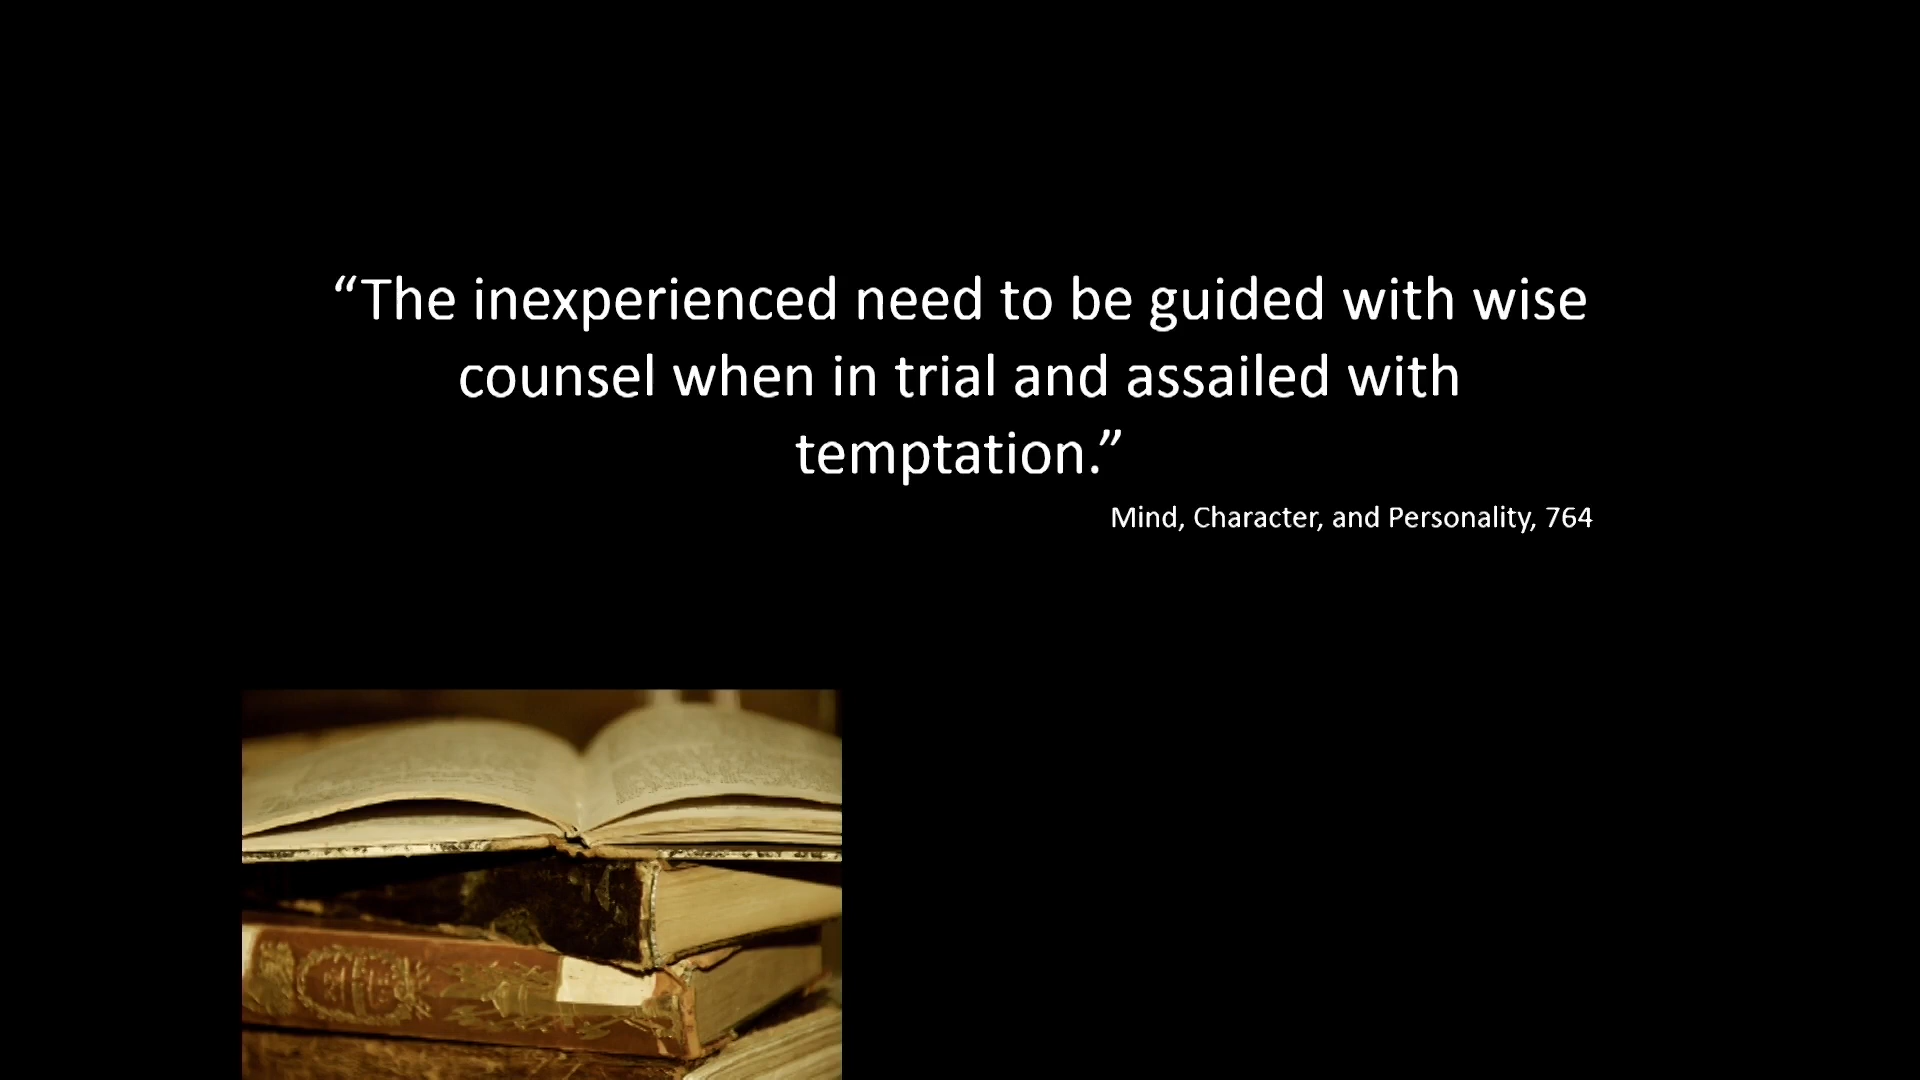 “The inexperienced need to be guided with wise
counsel when in trial and assailed with
temptation.”
Mind, Character, and Personality, 764